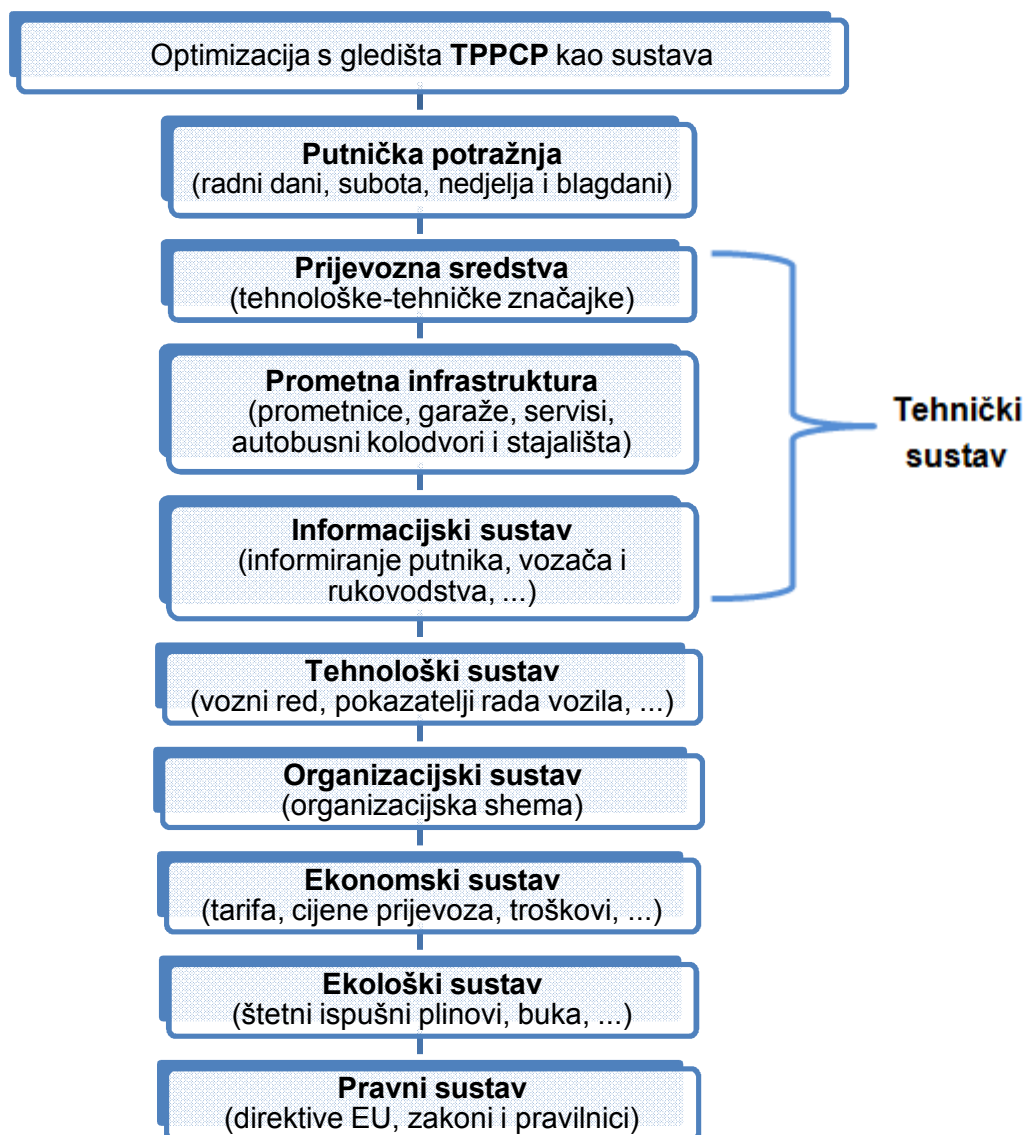 Optimizacija s gledišta TPPCP kao sustava
Putnička potražnja
(radni dani, subota, nedjelja i blagdani)
Prijevozna sredstva
(tehnološke-tehničke značajke)
Prometna infrastruktura
(prometnice, garaže, servisi,
autobusni kolodvori i stajališta)
Informacijski sustav
(informiranje putnika, vozača i
rukovodstva, ...)
Tehnički
sustav
Tehnološki sustav
(vozni red, pokazatelji rada vozila, ...)
Organizacijski sustav
(organizacijska shema)
Ekonomski sustav
(tarifa, cijene prijevoza, troškovi, ...)
Ekološki sustav
(štetni ispušni plinovi, buka, ...)
Pravni sustav
(direktive EU, zakoni i pravilnici)